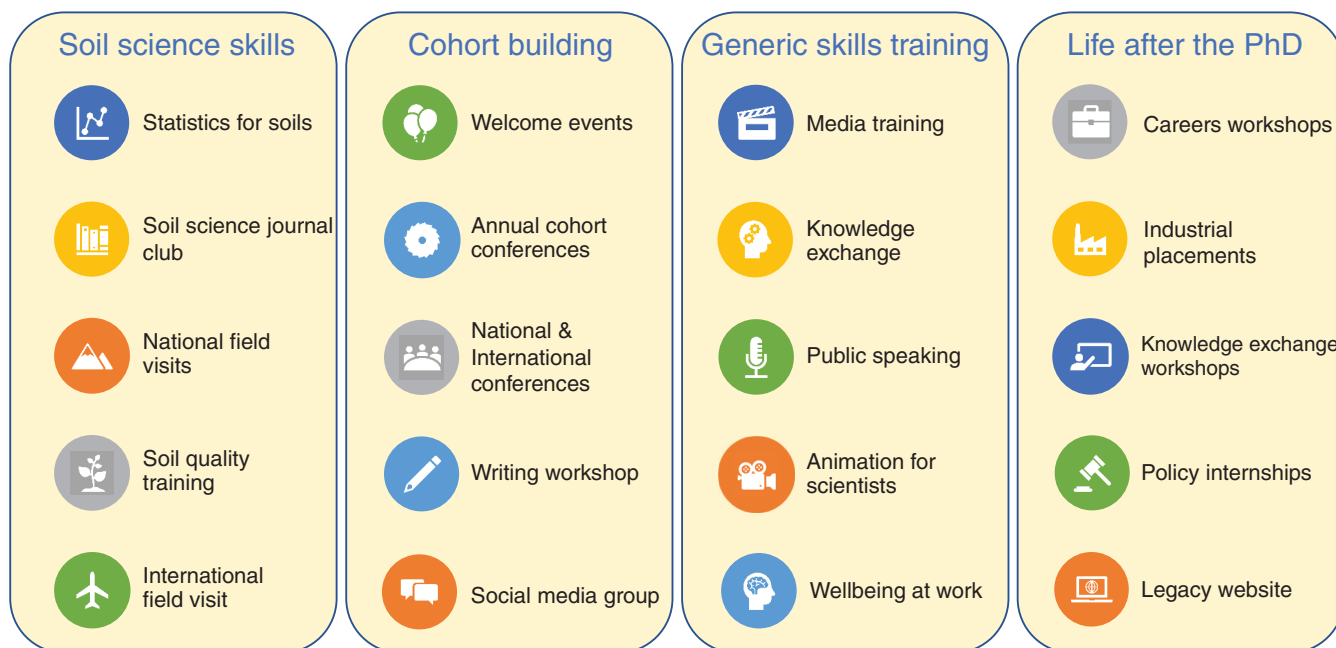 Soil science skills
Statistics for soils
Soil science journal
club
National field
visits
Soil quality
training
International
field visit
Cohort building
Welcome events
Annual cohort
conferences
National &
International
conferences
Writing workshop
Social media group
Generic skills training
Media training
Knowledge
exchange
Public speaking
Animation for
scientists
Wellbeing at work
Life after the PhD
Careers workshops
Industrial
placements
Knowledge exchange
workshops
Policy internships
Legacy website